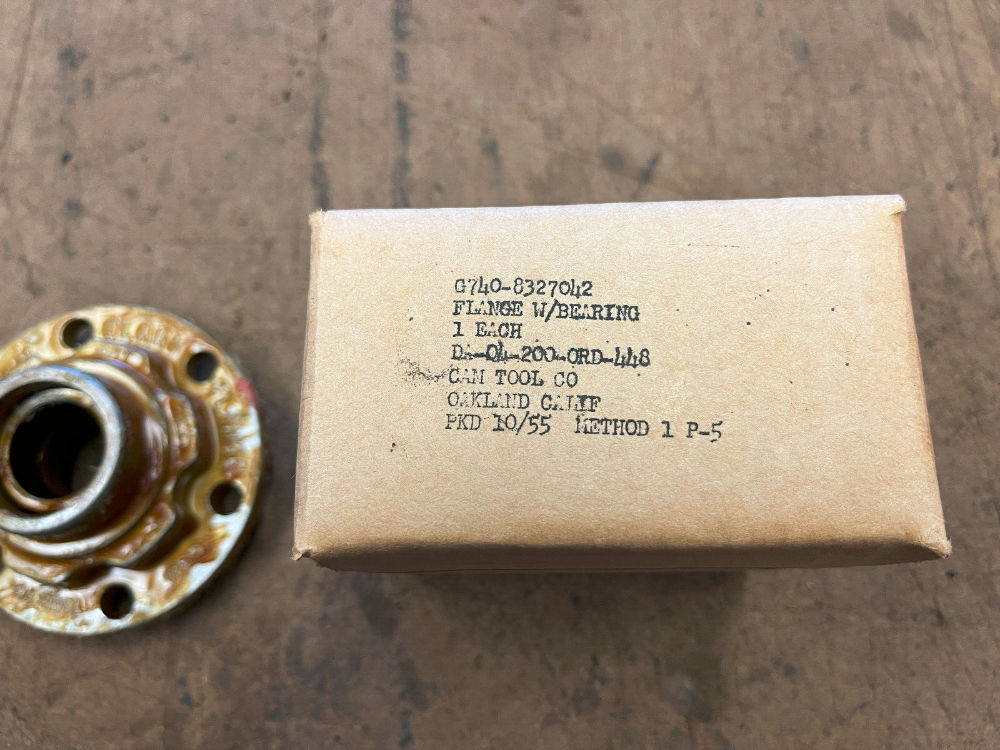 G740-8327042
FLANGE W/BEARING
1 EACH
DA-04-200-ORD-448
CAM TOOL CO
OAKLAND CALIF
PKD 10/55 METHOD 1 P-5